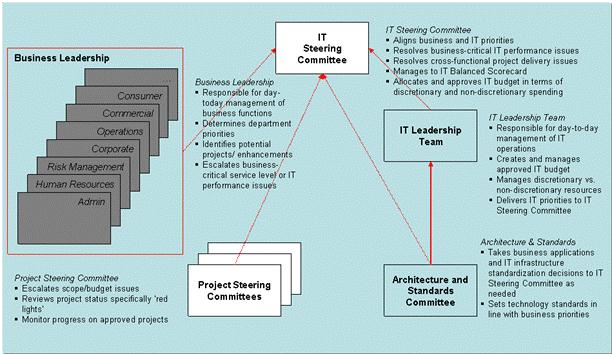 IT
Steering
Committee
IT Steering Committee
▪ Aligns business and IT priorities
▪ Resolves business-critical IT performance issues
▪ Resolves cross-functional project delivery issues
▪ Manages to IT Balanced Scorecard
▪ Allocates and approves IT budget in terms of
discretionary and non-discretionary spending
Business Leadership
...
Consumer
Commercial
Operations
Corporate
Risk Management
Human Resources
Admin
Business Leadership
▪ Responsible for day-
today management of
business functions
▪ Determines department
priorities
▪ Identifies potential
projects/ enhancements
▪ Escalates business-
critical service level or IT
performance issues
IT Leadership
Team
IT Leadership Team
▪ Responsible for day-to-day
management of IT
operations
▪ Creates and manages
approved IT budget
▪ Manages discretionary vs.
non-discretionary resources
▪ Delivers IT priorities to IT
Steering Committee
Project Steering Committee
▪ Escalates scope/budget issues
▪ Reviews project status specifically 'red
lights'
▪ Monitor progress on approved projects
Project Steering
Committees
Architecture and
Standards
Committee
Architecture & Standards
▪ Takes business applications
and IT infrastructure
standardization decisions to IT
Steering Committee as
needed
▪ Sets technology standards in
line with business priorities